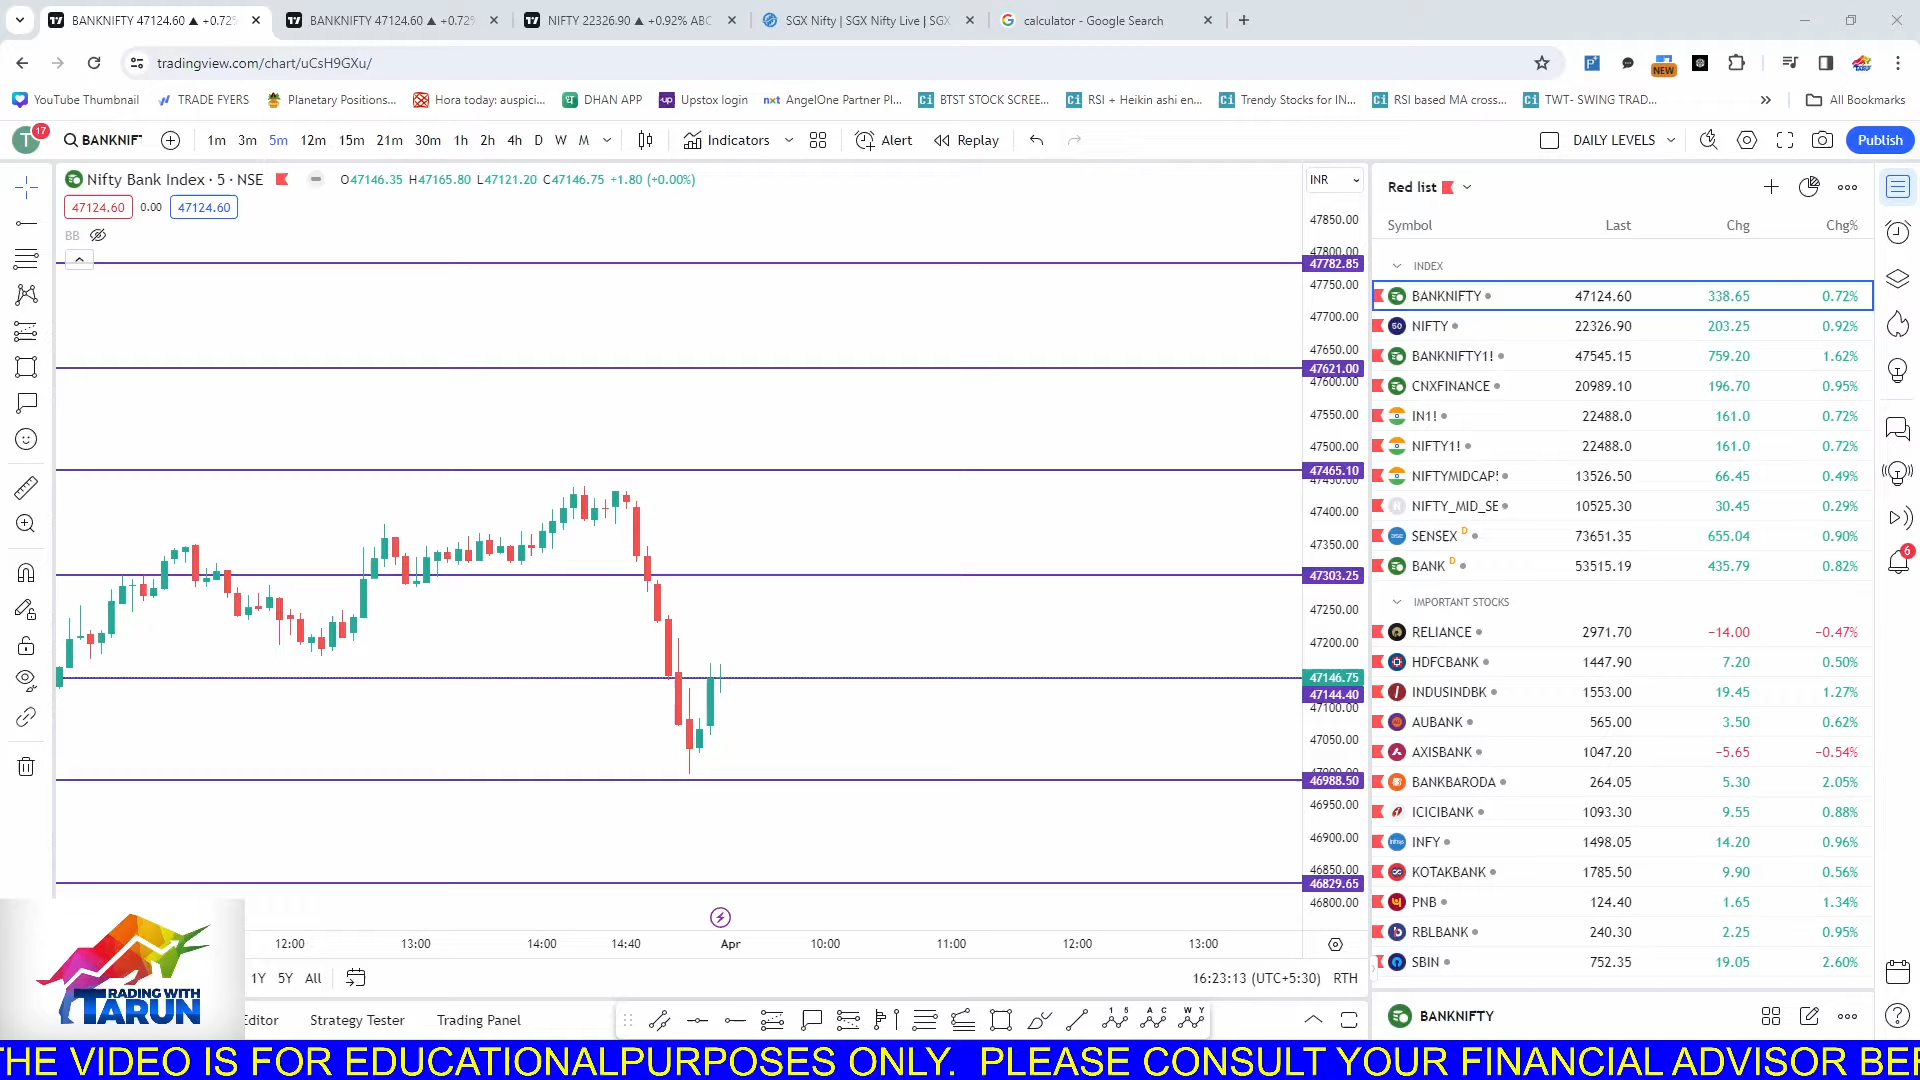 BANKNIFTY 47124.60 ▲ +0.72%
BANKNIFTY 47124.60 ▲ +0.72%
NIFTY 22326.90 ▲ +0.92% ABC
SGX Nifty | SGX Nifty Live | SGX
calculator - Google Search
tradingview.com/chart/uCsH9GXu/
NEW
YouTube Thumbnail
TRADE FYERS
Planetary Positions...
Hora today: auspici...
DHAN APP
Upstox login
AngelOne Partner Pl...
BTST STOCK SCREE...
RSI + Heikin ashi en...
Trendy Stocks for IN...
RSI based MA cross...
TWT- SWING TRAD...
All Bookmarks
T 17
BANKNIF
1m 3m 5m 12m 15m 21m 30m 1h 2h 4h D W M
Indicators
Alert
Replay
DAILY LEVELS
Publish
Nifty Bank Index · 5 · NSE
O47146.35 H47165.80 L47121.20 C47146.75 +1.80 (+0.00%)
47124.60 0.00 47124.60
BB
INR
47850.00
47800.00
47782.85
47750.00
47700.00
47650.00
47621.00
47600.00
47550.00
47500.00
47465.10
47450.00
47400.00
47350.00
47303.25
47250.00
47200.00
47146.75
47144.40
47100.00
47050.00
46988.50
46950.00
46900.00
46850.00
46829.65
46800.00
12:00 13:00 14:00 14:40 Apr 10:00 11:00 12:00 13:00
1Y 5Y All
16:23:13 (UTC+5:30) RTH
Editor
Strategy Tester
Trading Panel
Red list
Symbol Last Chg Chg%
INDEX
BANKNIFTY 47124.60 338.65 0.72%
NIFTY 22326.90 203.25 0.92%
BANKNIFTY1! 47545.15 759.20 1.62%
CNXFINANCE 20989.10 196.70 0.95%
IN1! 22488.0 161.0 0.72%
NIFTY1! 22488.0 161.0 0.72%
NIFTYMIDCAP! 13526.50 66.45 0.49%
NIFTY_MID_SE 10525.30 30.45 0.29%
SENSEX D 73651.35 655.04 0.90%
BANK D 53515.19 435.79 0.82%
IMPORTANT STOCKS
RELIANCE 2971.70 −14.00 −0.47%
HDFCBANK 1447.90 7.20 0.50%
INDUSINDBK 1553.00 19.45 1.27%
AUBANK 565.00 3.50 0.62%
AXISBANK 1047.20 −5.65 −0.54%
BANKBARODA 264.05 5.30 2.05%
ICICIBANK 1093.30 9.55 0.88%
INFY 1498.05 14.20 0.96%
KOTAKBANK 1785.50 9.90 0.56%
PNB 124.40 1.65 1.34%
RBLBANK 240.30 2.25 0.95%
SBIN 752.35 19.05 2.60%
BANKNIFTY
6
TRADING WITH
TARUN
THE VIDEO IS FOR EDUCATIONALPURPOSES ONLY. PLEASE CONSULT YOUR FINANCIAL ADVISOR BEF